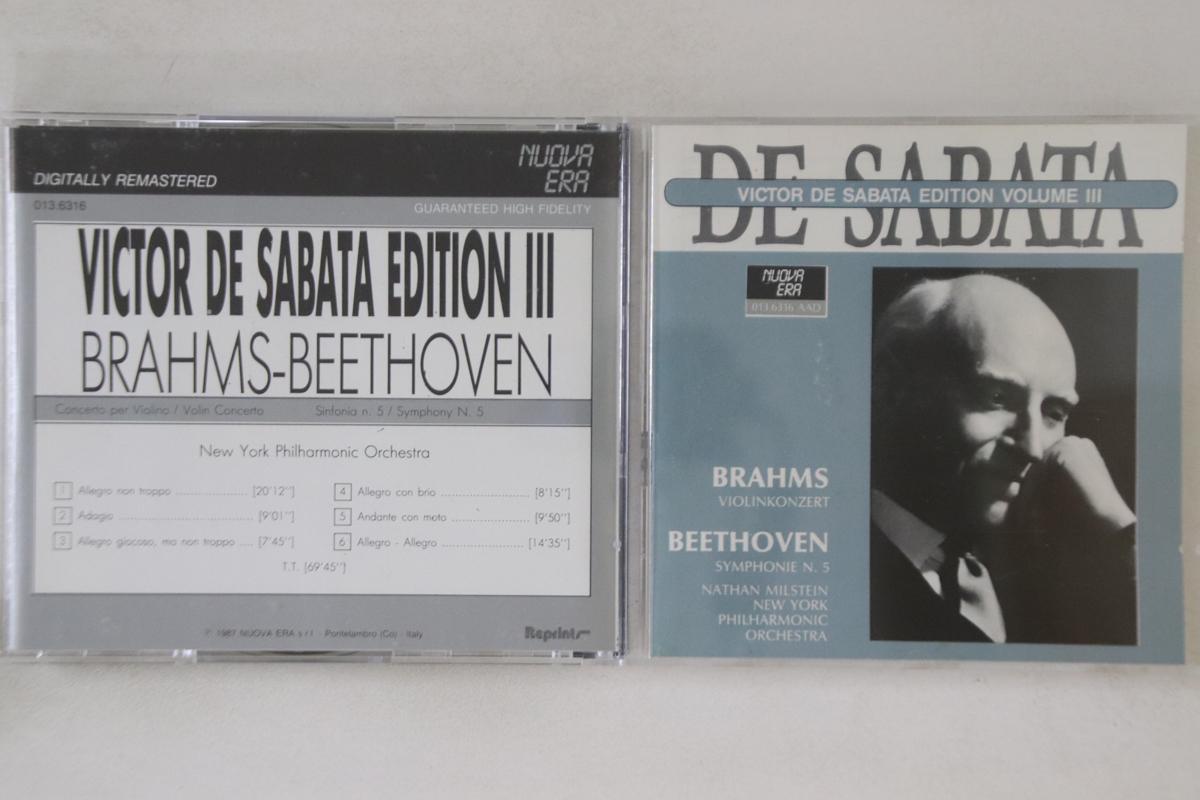 NUOVA
ERA
DIGITALLY REMASTERED
013.6316
GUARANTEED HIGH FIDELITY
VICTOR DE SABATA EDITION III
BRAHMS-BEETHOVEN
Concerto per Violino / Volin Concerto
Sinfonia n. 5 / Symphony N. 5
New York Philharmonic Orchestra
1 Allegro non troppo .................... [20'12'']
2 Adagio .................................... [9'01'']
3 Allegro giocoso, ma non troppo .... [7'45'']
4 Allegro con brio ........................ [8'15'']
5 Andante con moto ..................... [9'50'']
6 Allegro - Allegro ...................... [14'35'']
T.T. [69'45'']
℗ 1987 NUOVA ERA s r l - Pontelambro (Co) - Italy
Reprints
DE SABATA
VICTOR DE SABATA EDITION VOLUME III
NUOVA
ERA
013.6316 AAD
BRAHMS
VIOLINKONZERT
BEETHOVEN
SYMPHONIE N. 5
NATHAN MILSTEIN
NEW YORK
PHILHARMONIC
ORCHESTRA